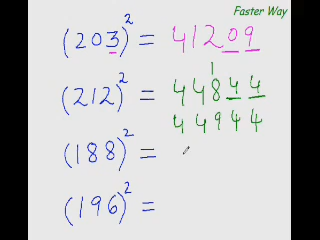 Faster Way
(203)² = 41209
1
(212)² = 44844
44944
(188)² =
(196)² =